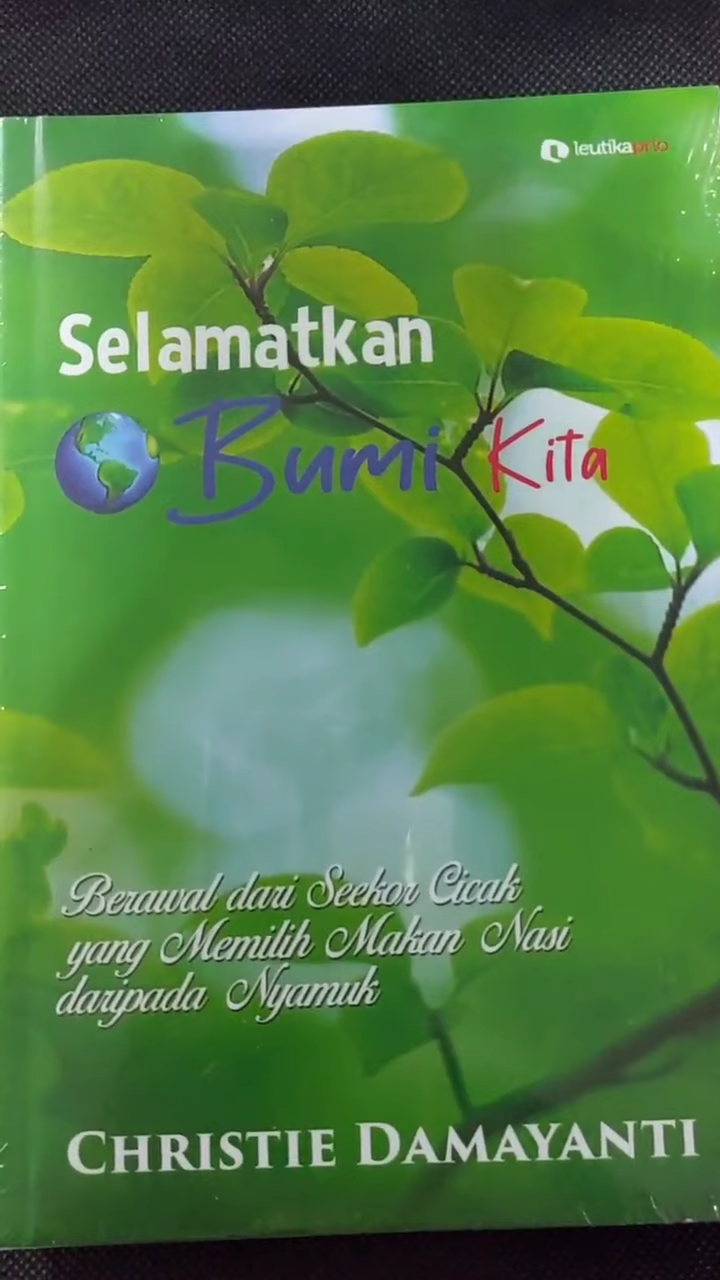 leutikaprio
Selamatkan
Bumi Kita
Berawal dari Seekor Cicak
yang Memilih Makan Nasi
daripada Nyamuk
CHRISTIE DAMAYANTI